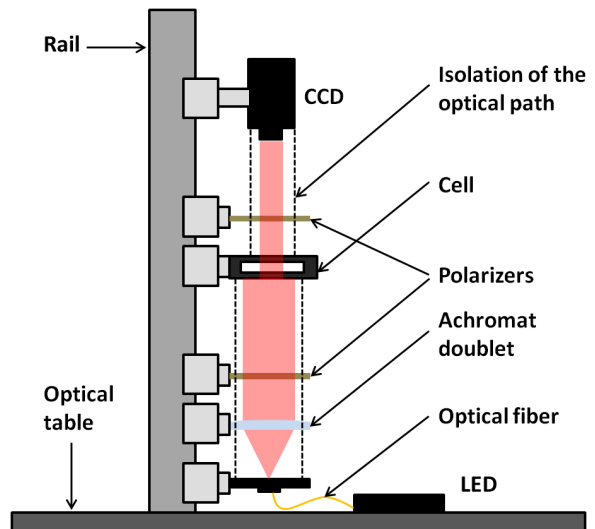 Rail
CCD
Isolation of the
optical path
Cell
Polarizers
Achromat
doublet
Optical
table
Optical fiber
LED